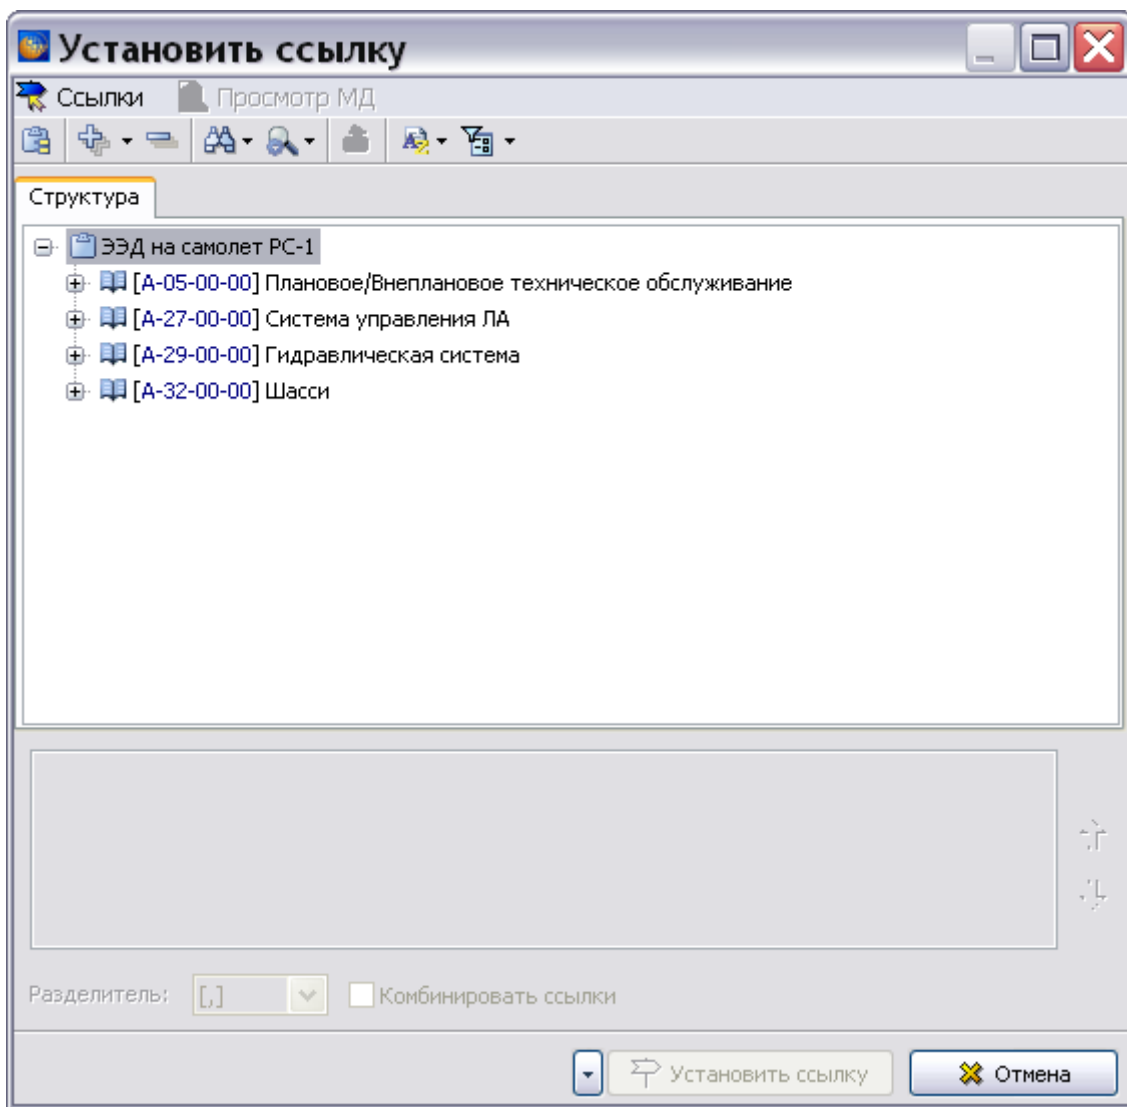 Установить ссылку
Ссылки Просмотр МД
Структура
ЭЭД на самолет РС-1
[A-05-00-00] Плановое/Внеплановое техническое обслуживание
[A-27-00-00] Система управления ЛА
[A-29-00-00] Гидравлическая система
[A-32-00-00] Шасси
Разделитель: [,] Комбинировать ссылки
Установить ссылку Отмена